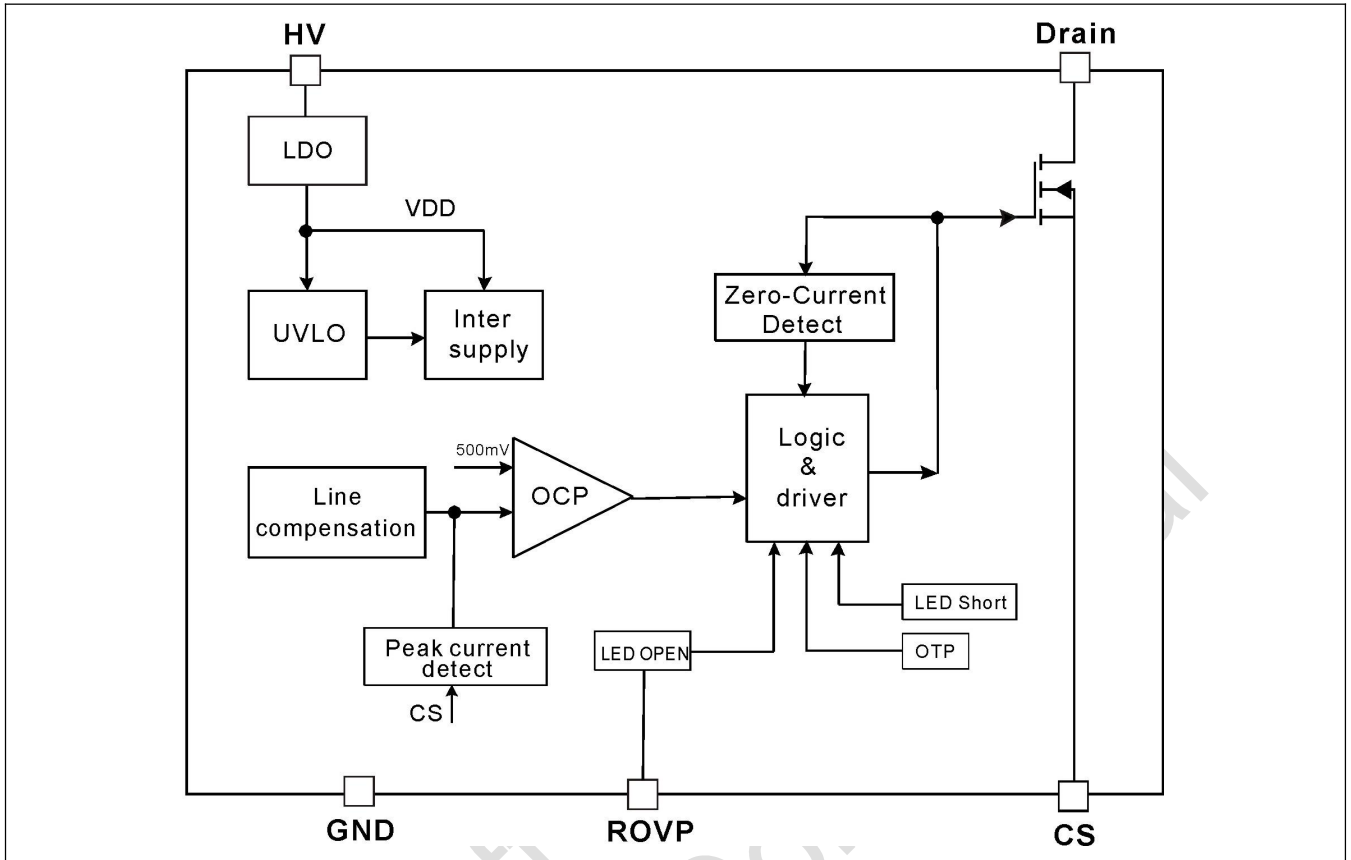 HV
Drain
LDO
VDD
UVLO
Inter
supply
Zero-Current
Detect
Line
compensation
500mV
OCP
Logic
&
driver
Peak current
detect
CS
LED OPEN
LED Short
OTP
GND
ROVP
CS